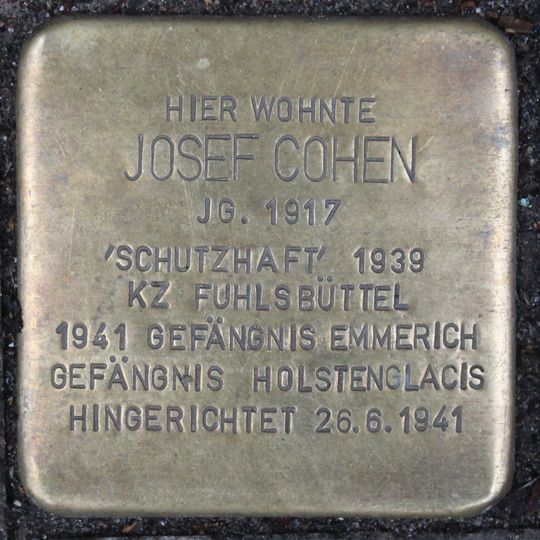 HIER WOHNTE
JOSEF COHEN
JG. 1917
'SCHUTZHAFT' 1939
KZ FUHLSBÜTTEL
1941 GEFÄNGNIS EMMERICH
GEFÄNGNIS HOLSTENGLACIS
HINGERICHTET 26.6.1941